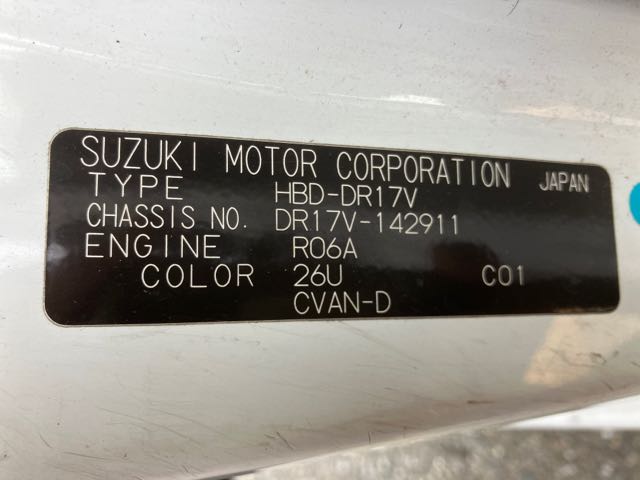 SUZUKI MOTOR CORPORATION JAPAN
TYPE HBD-DR17V
CHASSIS NO. DR17V-142911
ENGINE R06A
COLOR 26U C01
CVAN-D